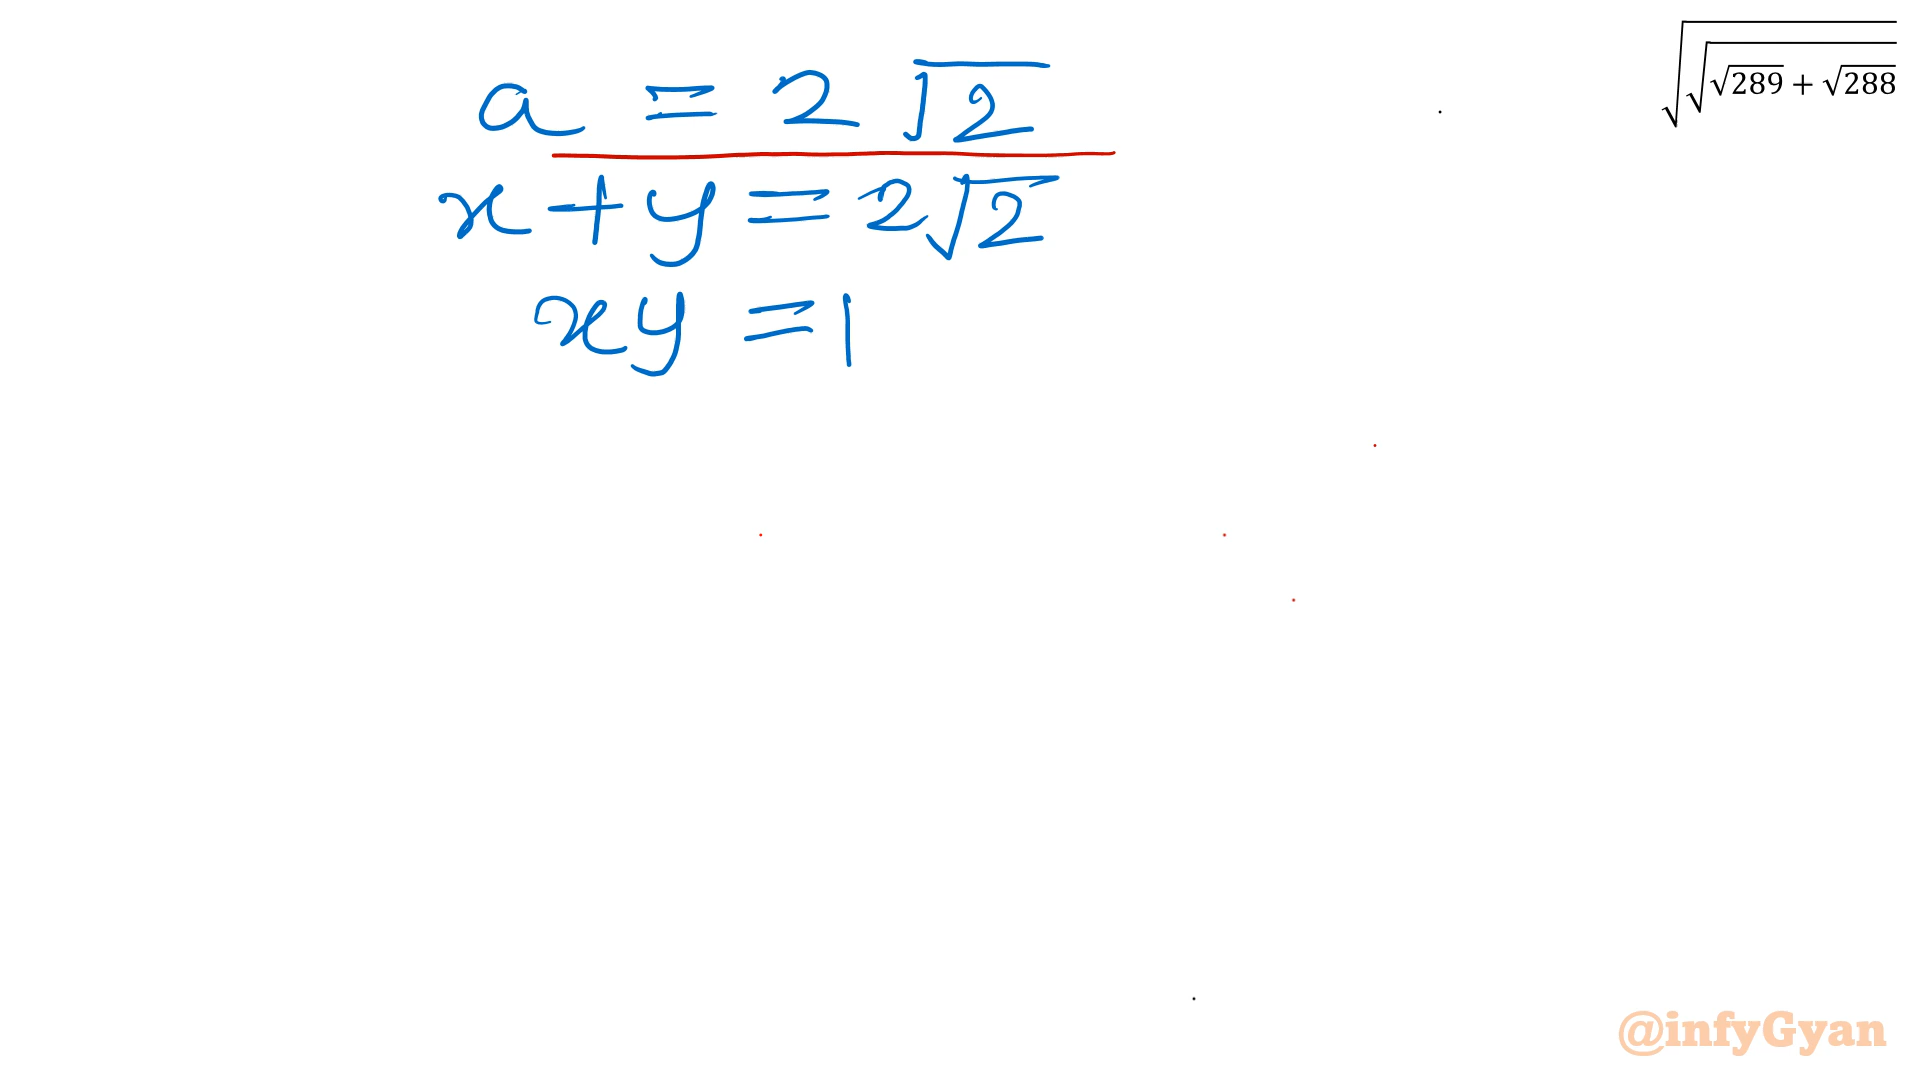 a = 2√2
x + y = 2√2
xy = 1
√√√289 + √288
@infyGyan